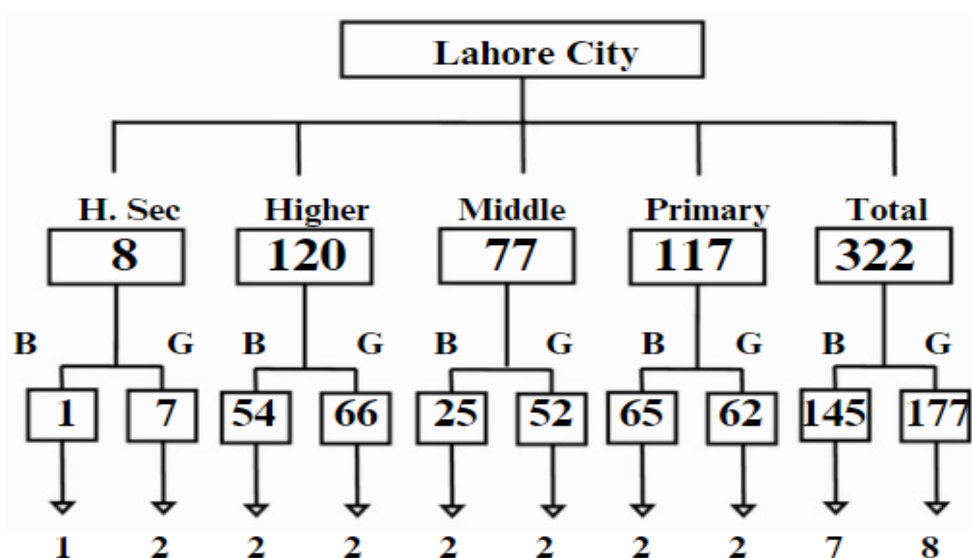 Lahore City
H. Sec Higher Middle Primary Total
8 120 77 117 322
B G B G B G B G B G
1 7 54 66 25 52 65 62 145 177
1 2 2 2 2 2 2 2 7 8